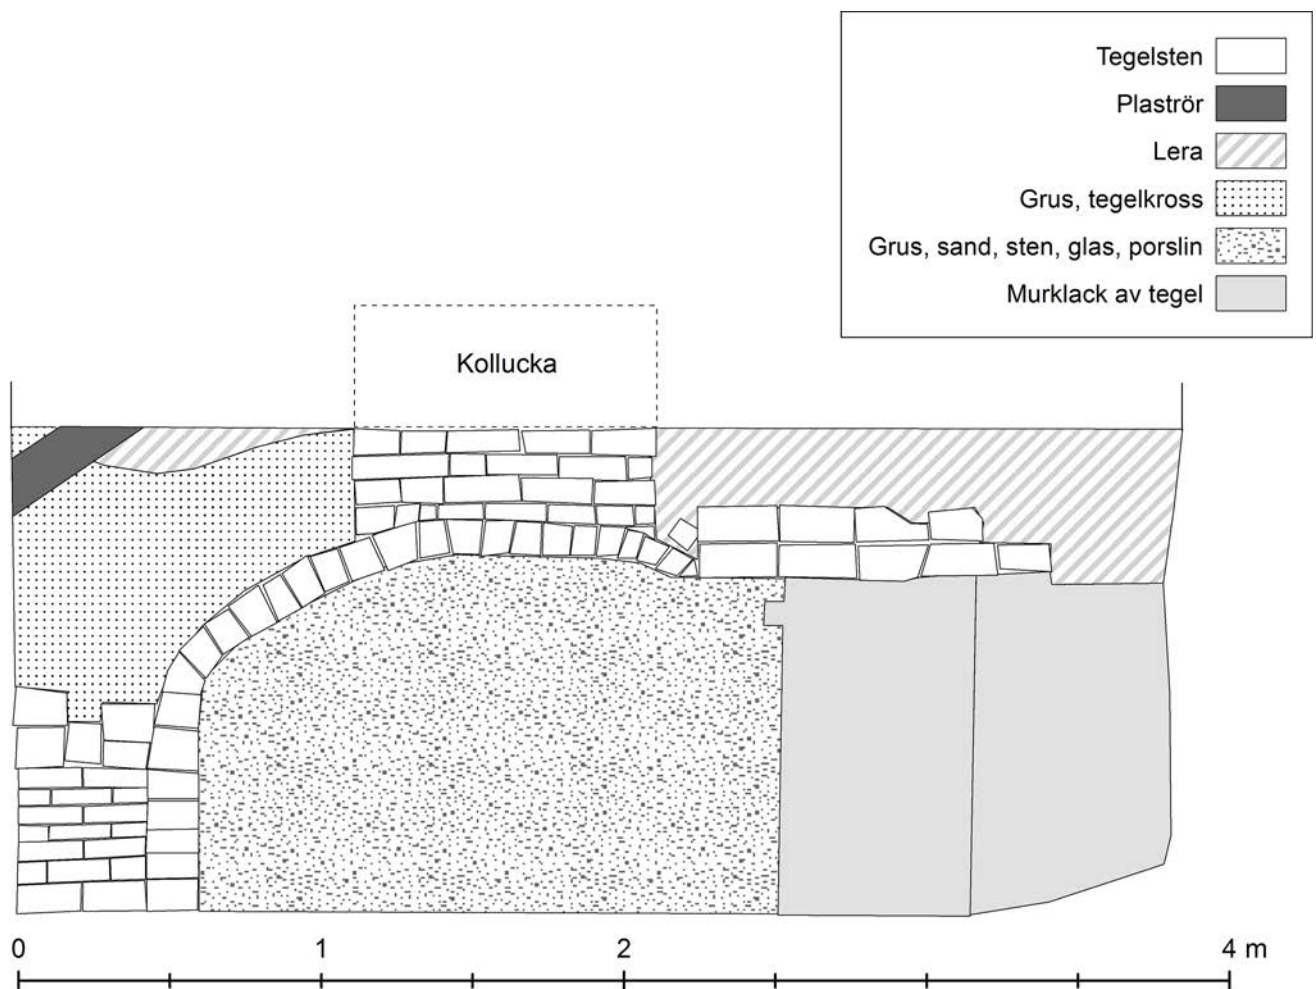 Tegelsten
Plaströr
Lera
Grus, tegelkross
Grus, sand, sten, glas, porslin
Murklack av tegel
Kollucka
0 1 2 4 m